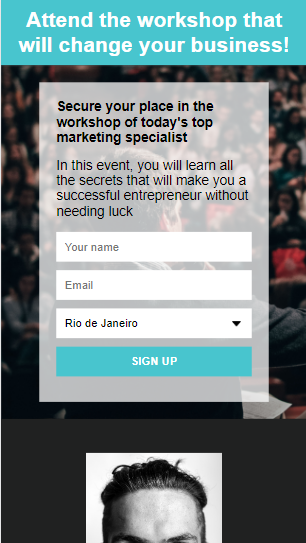 Attend the workshop that
will change your business!
Secure your place in the
workshop of today's top
marketing specialist
In this event, you will learn all
the secrets that will make you a
successful entrepreneur without
needing luck
Your name
Email
Rio de Janeiro
SIGN UP